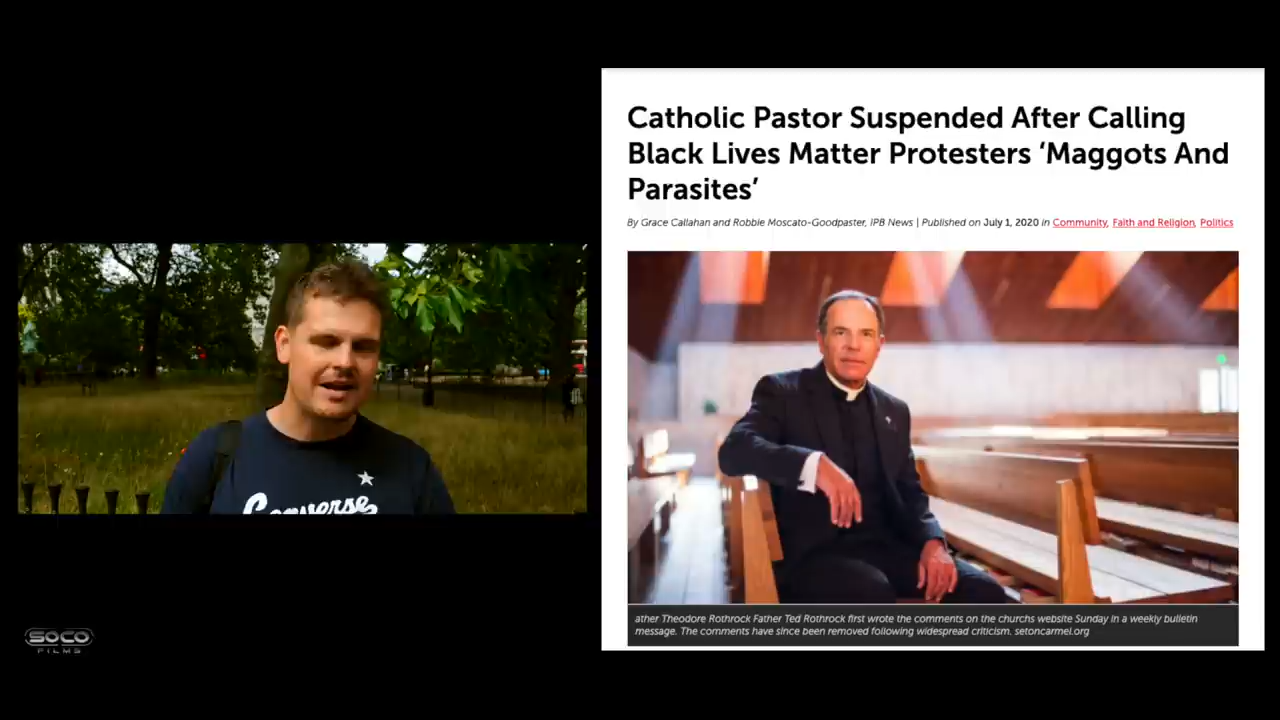 Catholic Pastor Suspended After Calling
Black Lives Matter Protesters ‘Maggots And
Parasites’
By Grace Callahan and Robbie Moscato-Goodpaster, IPB News | Published on July 1, 2020 in Community, Faith and Religion, Politics
ather Theodore Rothrock Father Ted Rothrock first wrote the comments on the churchs website Sunday in a weekly bulletin
message. The comments have since been removed following widespread criticism. setoncarmel.org
Converse
SOCO
FILMS